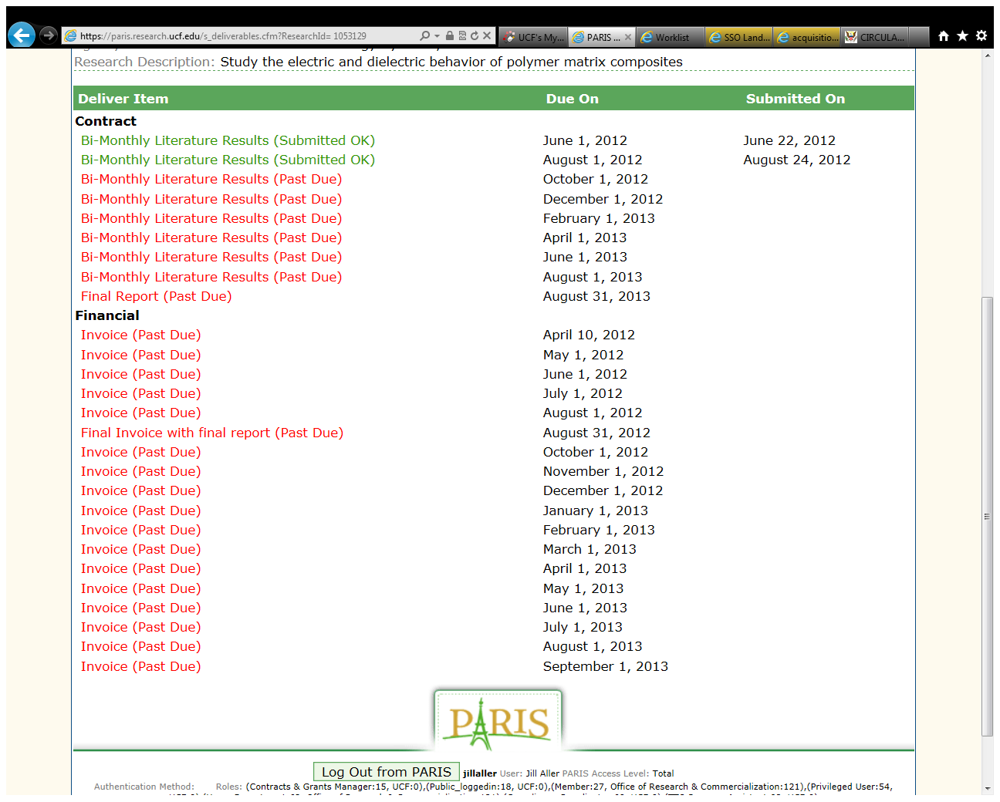 https://paris.research.ucf.edu/s_deliverables.cfm?ResearchId= 1053129 UCF's My... PARIS ... Worklist SSO Land... acquisitio... CIRCULA...
Research Description: Study the electric and dielectric behavior of polymer matrix composites
Deliver Item Due On Submitted On
Contract
Bi-Monthly Literature Results (Submitted OK) June 1, 2012 June 22, 2012
Bi-Monthly Literature Results (Submitted OK) August 1, 2012 August 24, 2012
Bi-Monthly Literature Results (Past Due) October 1, 2012
Bi-Monthly Literature Results (Past Due) December 1, 2012
Bi-Monthly Literature Results (Past Due) February 1, 2013
Bi-Monthly Literature Results (Past Due) April 1, 2013
Bi-Monthly Literature Results (Past Due) June 1, 2013
Bi-Monthly Literature Results (Past Due) August 1, 2013
Final Report (Past Due) August 31, 2013
Financial
Invoice (Past Due) April 10, 2012
Invoice (Past Due) May 1, 2012
Invoice (Past Due) June 1, 2012
Invoice (Past Due) July 1, 2012
Invoice (Past Due) August 1, 2012
Final Invoice with final report (Past Due) August 31, 2012
Invoice (Past Due) October 1, 2012
Invoice (Past Due) November 1, 2012
Invoice (Past Due) December 1, 2012
Invoice (Past Due) January 1, 2013
Invoice (Past Due) February 1, 2013
Invoice (Past Due) March 1, 2013
Invoice (Past Due) April 1, 2013
Invoice (Past Due) May 1, 2013
Invoice (Past Due) June 1, 2013
Invoice (Past Due) July 1, 2013
Invoice (Past Due) August 1, 2013
Invoice (Past Due) September 1, 2013
PARIS
Log Out from PARIS jillaller User: Jill Aller PARIS Access Level: Total
Authentication Method: Roles: (Contracts & Grants Manager:15, UCF:0),(Public_loggedin:18, UCF:0),(Member:27, Office of Research & Commercialization:121),(Privileged User:54,